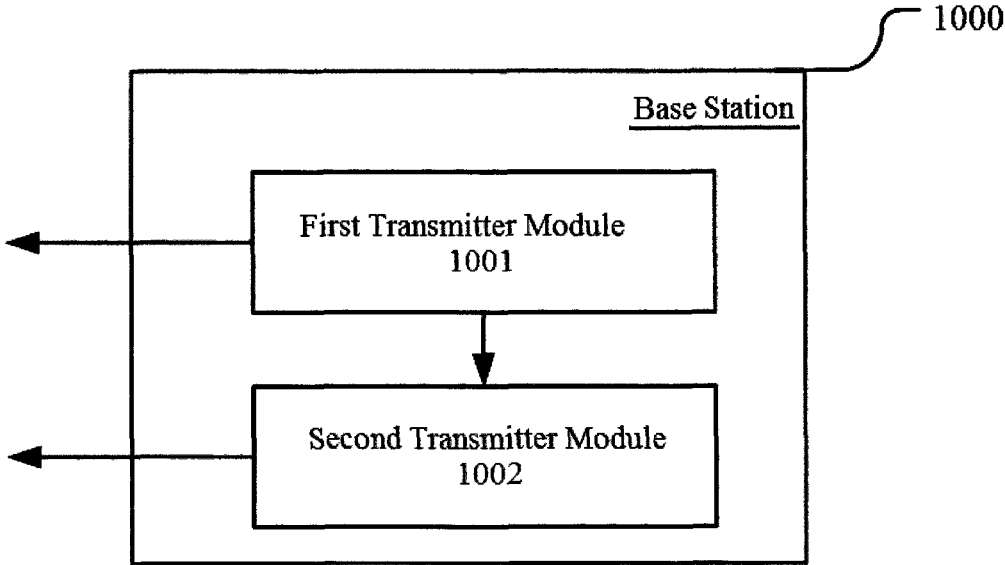 1000
Base Station
First Transmitter Module
1001
Second Transmitter Module
1002